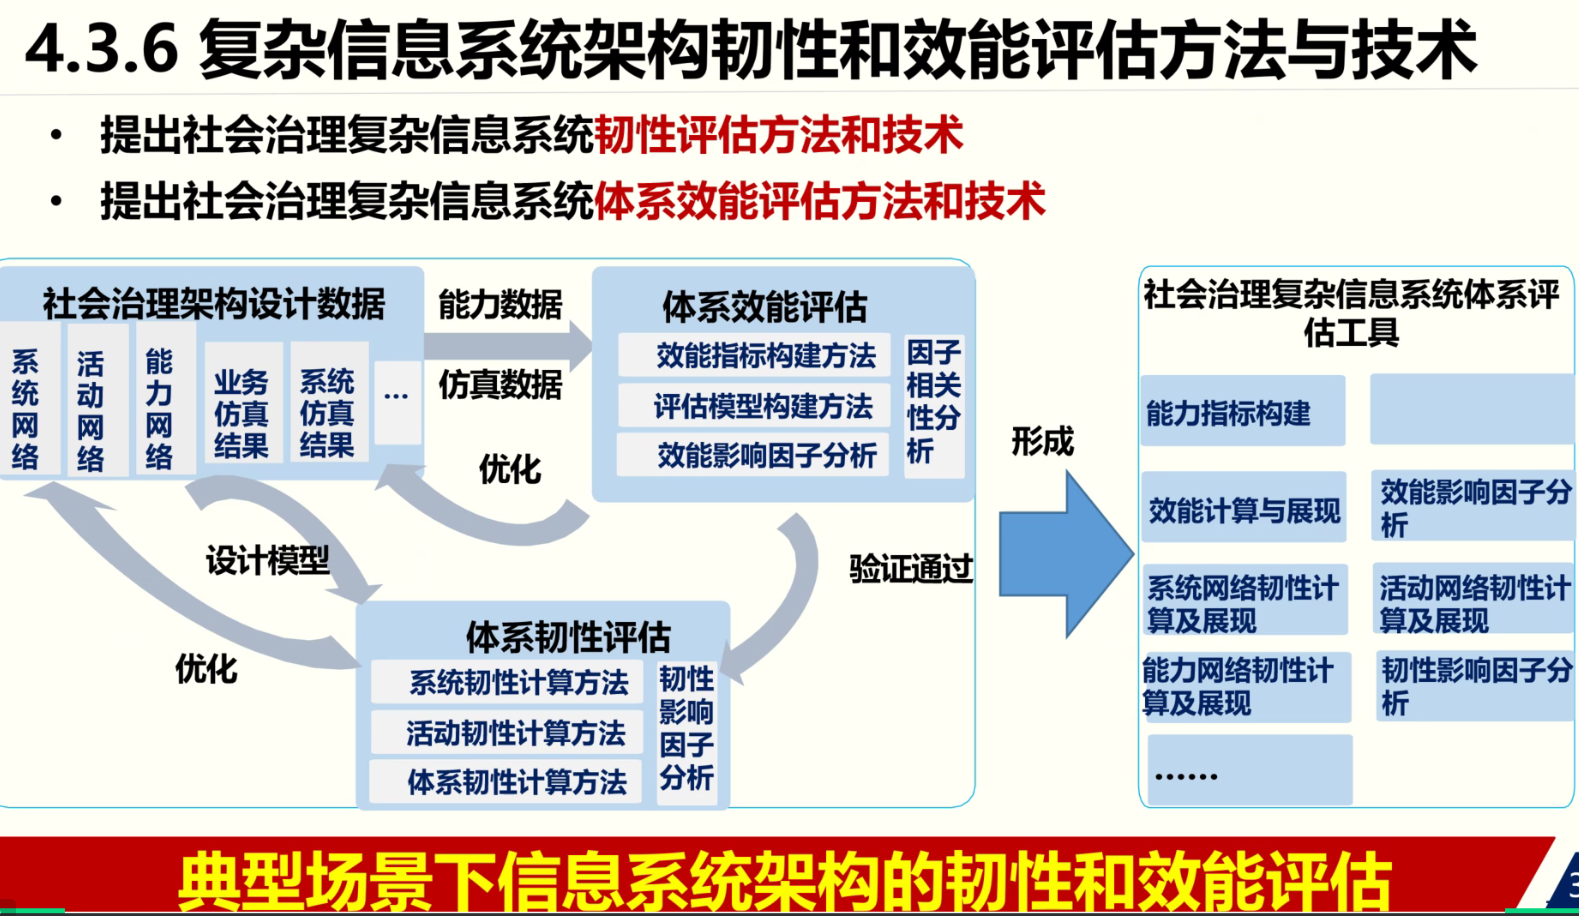 4.3.6 复杂信息系统架构韧性和效能评估方法与技术
• 提出社会治理复杂信息系统韧性评估方法和技术
• 提出社会治理复杂信息系统体系效能评估方法和技术
社会治理架构设计数据
系统网络
活动网络
能力网络
业务
仿真
结果
系统
仿真
结果
...
能力数据
仿真数据
体系效能评估
效能指标构建方法
评估模型构建方法
效能影响因子分析
因子
相关
性分
析
优化
设计模型
优化
验证通过
体系韧性评估
系统韧性计算方法
活动韧性计算方法
体系韧性计算方法
韧性
影响
因子
分析
形成
社会治理复杂信息系统体系评
估工具
能力指标构建
效能计算与展现
效能影响因子分
析
系统网络韧性计
算及展现
活动网络韧性计
算及展现
能力网络韧性计
算及展现
韧性影响因子分
析
......
典型场景下信息系统架构的韧性和效能评估
3